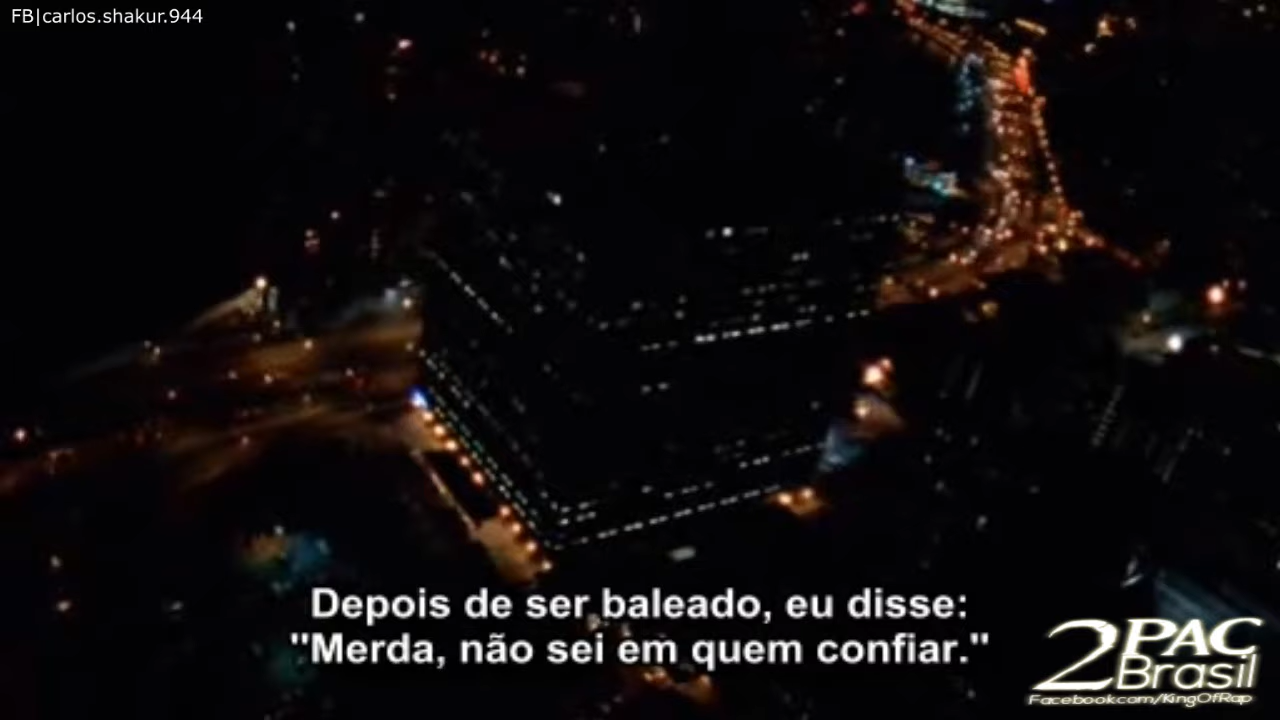 FB|carlos.shakur.944
Depois de ser baleado, eu disse:
"Merda, não sei em quem confiar."
2PAC
Brasil
Facebook.com/KingOfRap